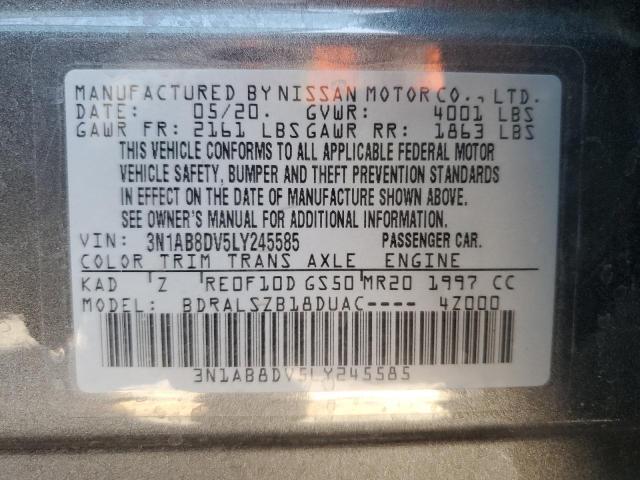 MANUFACTURED BY NISSAN MOTOR CO., LTD.
DATE: 05/20. GVWR: 4001 LBS
GAWR FR: 2161 LBS GAWR RR: 1863 LBS
THIS VEHICLE CONFORMS TO ALL APPLICABLE FEDERAL MOTOR
VEHICLE SAFETY, BUMPER AND THEFT PREVENTION STANDARDS
IN EFFECT ON THE DATE OF MANUFACTURE SHOWN ABOVE.
SEE OWNER'S MANUAL FOR ADDITIONAL INFORMATION.
VIN: 3N1AB8DV5LY245585 PASSENGER CAR.
COLOR TRIM TRANS AXLE ENGINE
KAD Z RE0F10D GS50 MR20 1997 CC
MODEL: BDRALSZB18DUAC---- 4Z000
3N1AB8DV5LY245585